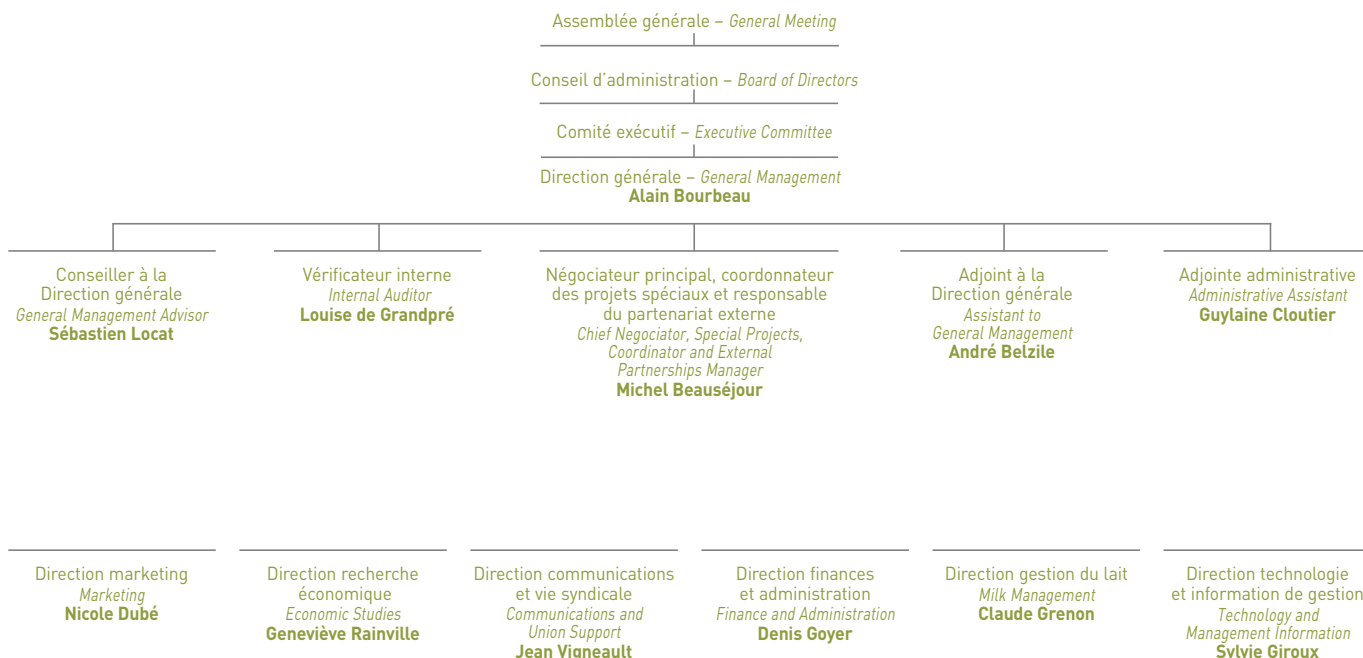 Assemblée générale – General Meeting
Conseil d'administration – Board of Directors
Comité exécutif – Executive Committee
Direction générale – General Management
Alain Bourbeau
Conseiller à la
Direction générale
General Management Advisor
Sébastien Locat
Vérificateur interne
Internal Auditor
Louise de Grandpré
Négociateur principal, coordonnateur
des projets spéciaux et responsable
du partenariat externe
Chief Negociator, Special Projects,
Coordinator and External
Partnerships Manager
Michel Beauséjour
Adjoint à la
Direction générale
Assistant to
General Management
André Belzile
Adjointe administrative
Administrative Assistant
Guylaine Cloutier
Direction marketing
Marketing
Nicole Dubé
Direction recherche
économique
Economic Studies
Geneviève Rainville
Direction communications
et vie syndicale
Communications and
Union Support
Jean Vigneault
Direction finances
et administration
Finance and Administration
Denis Goyer
Direction gestion du lait
Milk Management
Claude Grenon
Direction technologie
et information de gestion
Technology and
Management Information
Sylvie Giroux